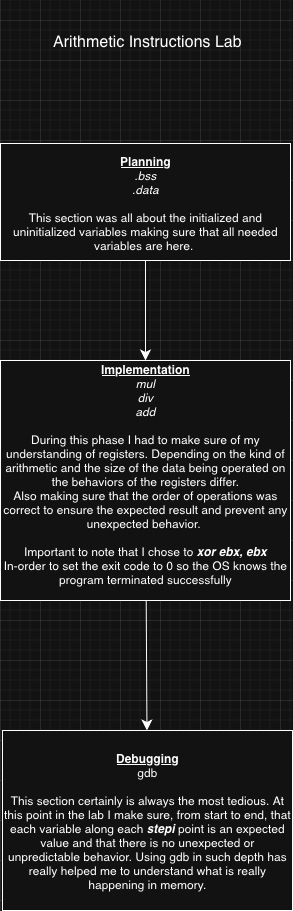 Arithmetic Instructions Lab
Planning
.bss
.data
This section was all about the initialized and
uninitialized variables making sure that all needed
variables are here.
Implementation
mul
div
add
During this phase I had to make sure of my
understanding of registers. Depending on the kind of
arithmetic and the size of the data being operated on
the behaviors of the registers differ.
Also making sure that the order of operations was
correct to ensure the expected result and prevent any
unexpected behavior.
Important to note that I chose to xor ebx, ebx
In-order to set the exit code to 0 so the OS knows the
program terminated successfully
Debugging
gdb
This section certainly is always the most tedious. At
this point in the lab I make sure, from start to end, that
each variable along each stepi point is an expected
value and that there is no unexpected or
unpredictable behavior. Using gdb in such depth has
really helped me to understand what is really
happening in memory.